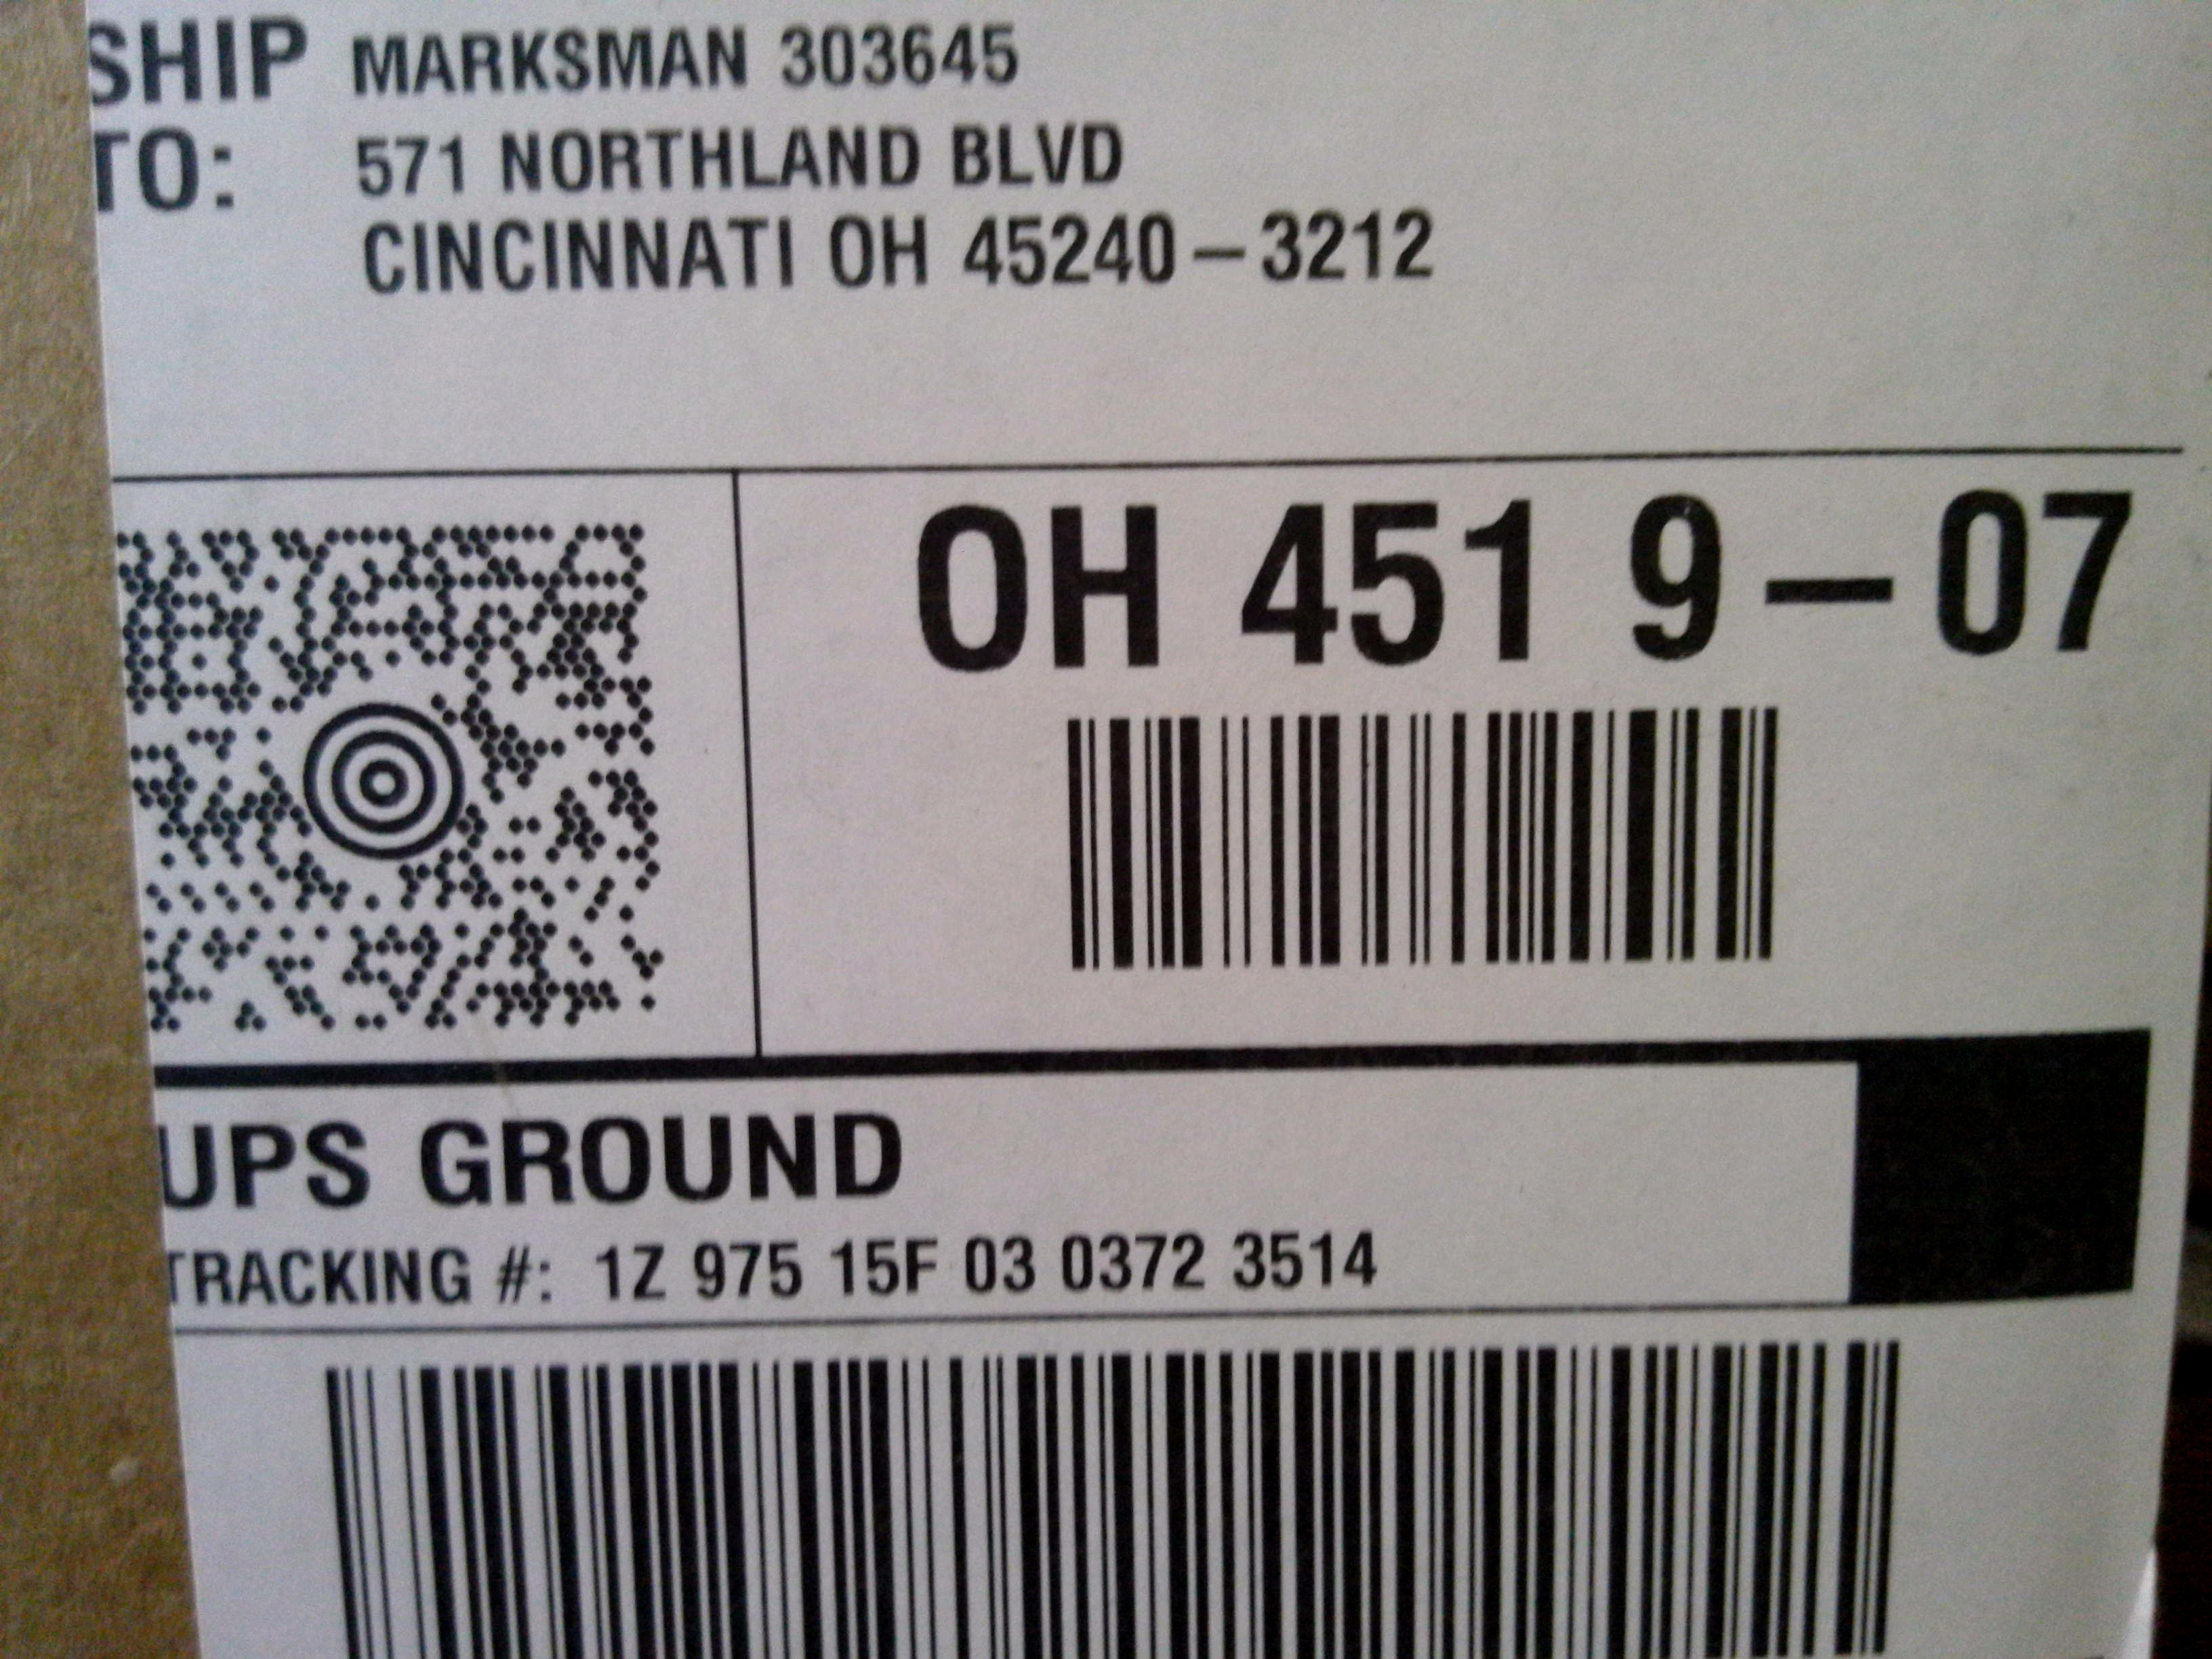 SHIP MARKSMAN 303645
TO: 571 NORTHLAND BLVD
CINCINNATI OH 45240-3212
OH 451 9-07
UPS GROUND
TRACKING #: 1Z 975 15F 03 0372 3514